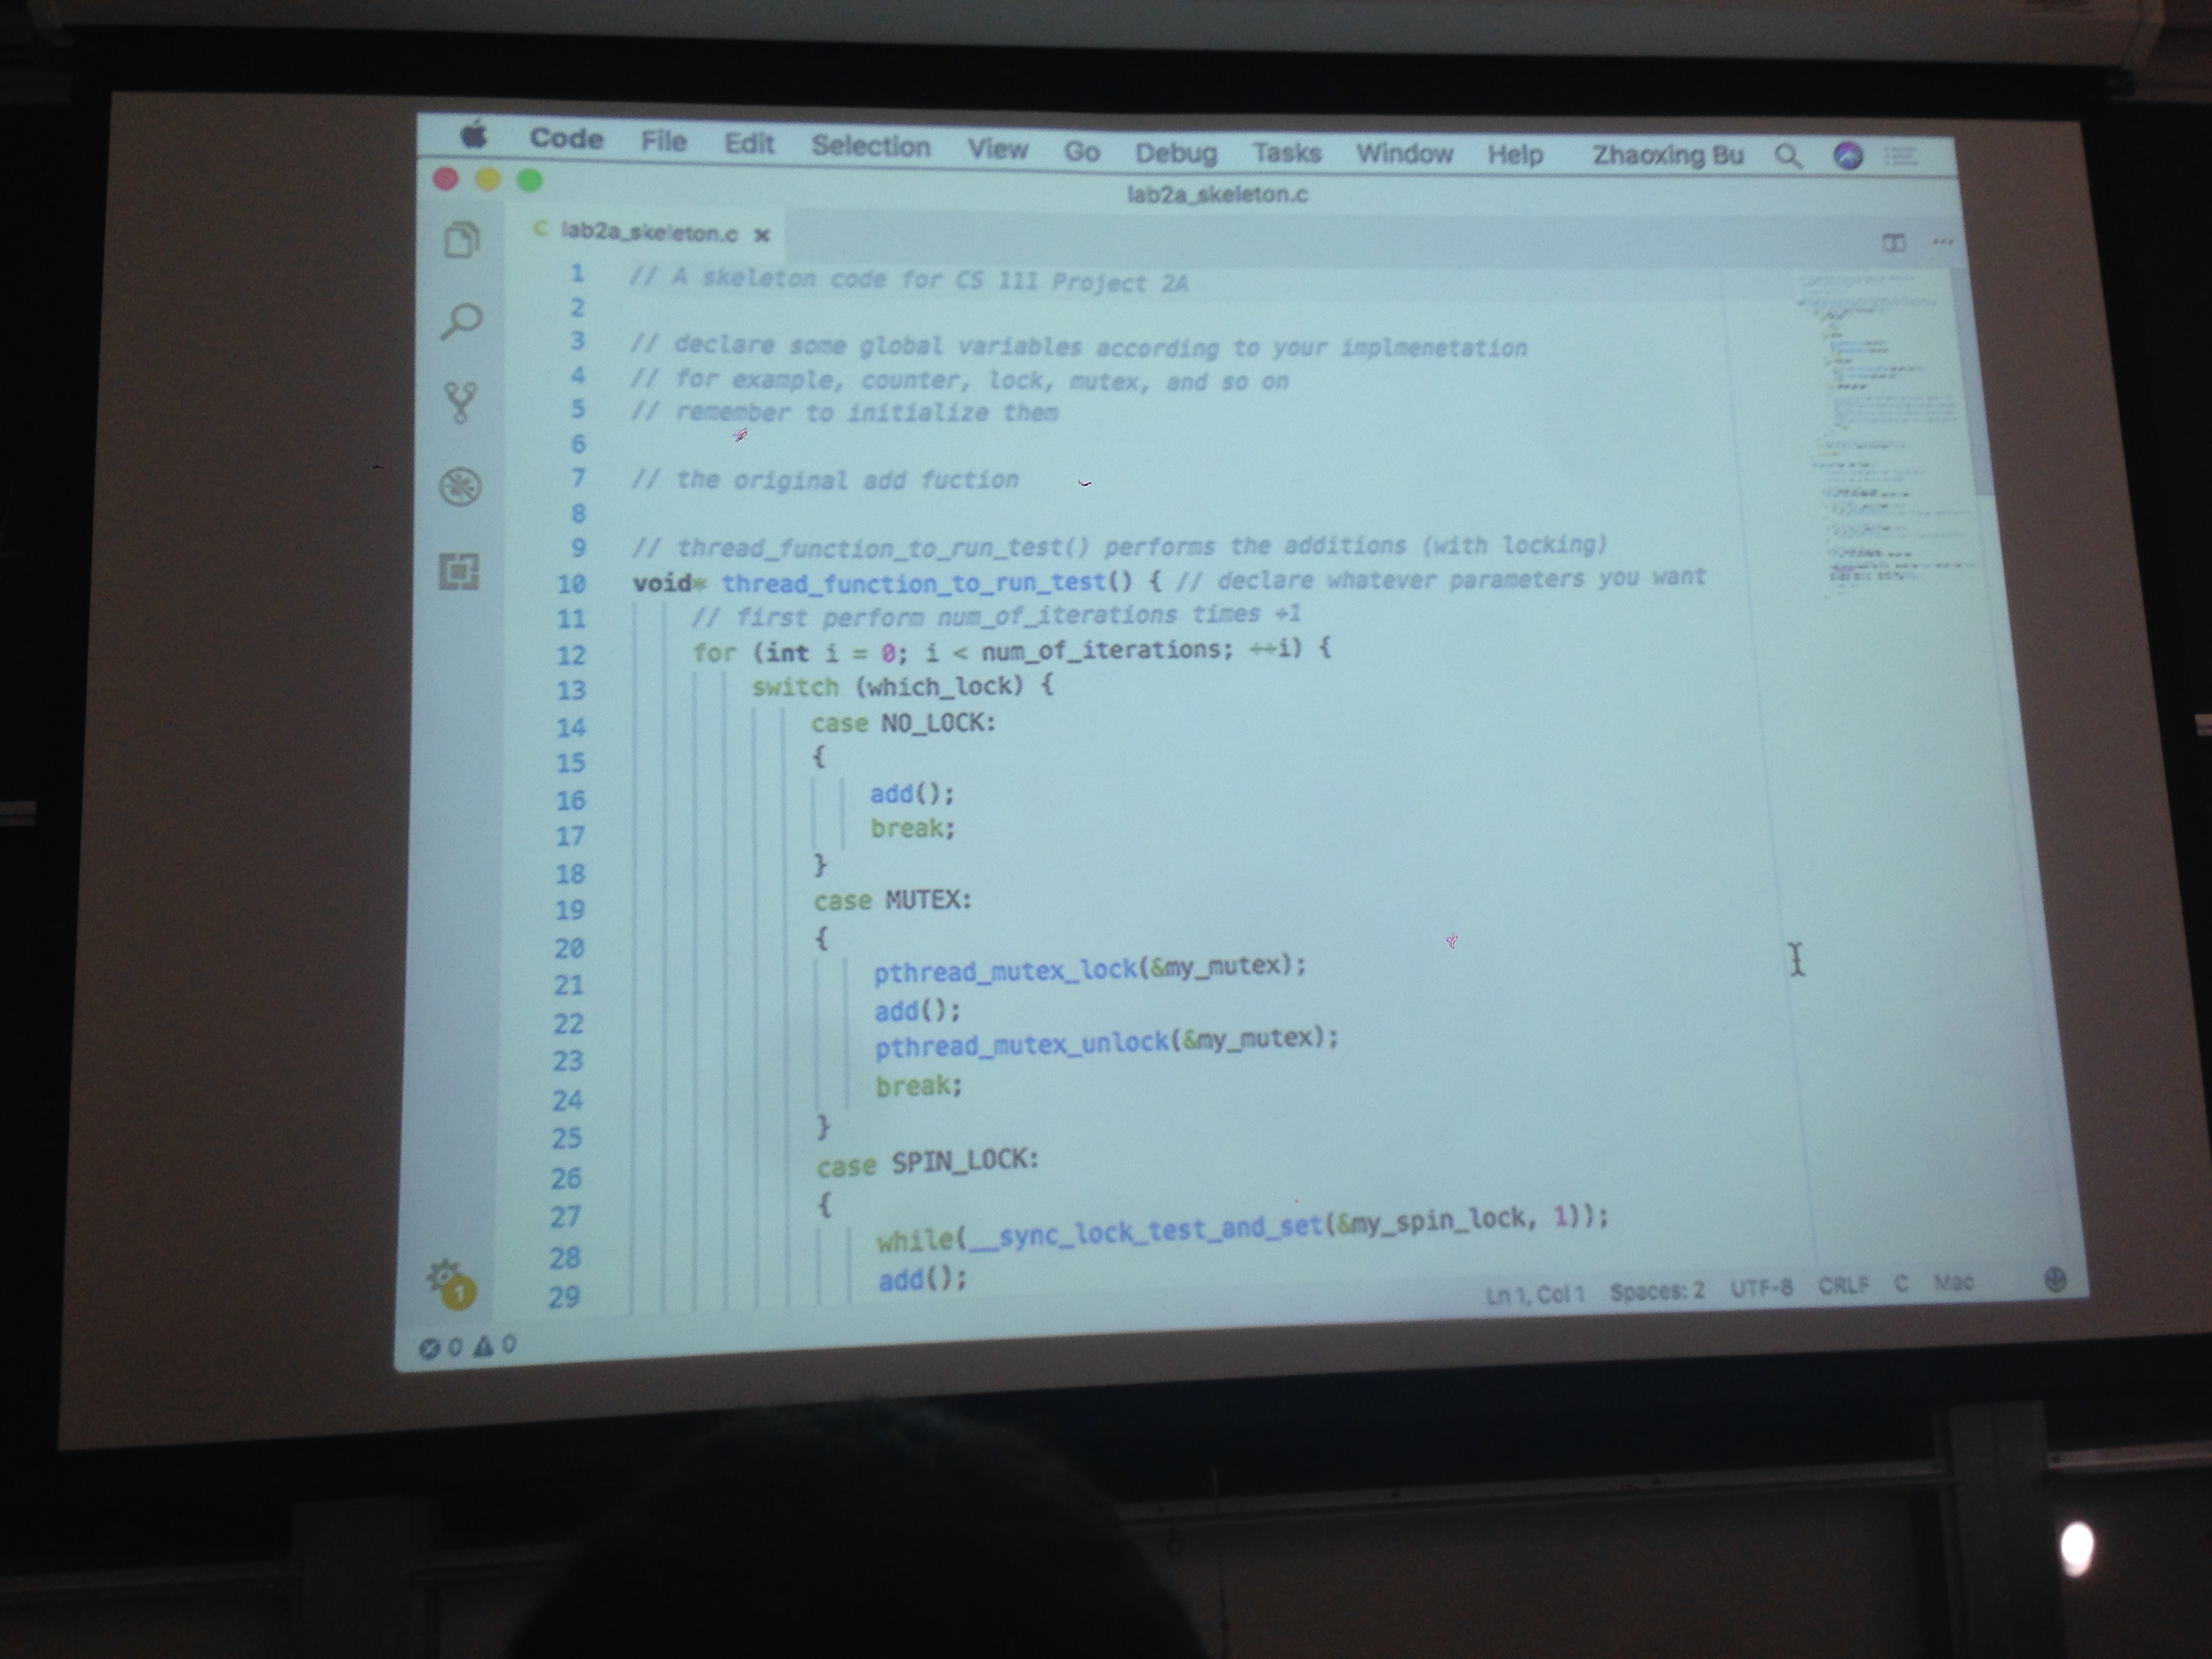 Code File Edit Selection View Go Debug Tasks Window Help Zhaoxing Bu
lab2a_skeleton.c
C lab2a_skeleton.c ×
1 // A skeleton code for CS 111 Project 2A
2
3 // declare some global variables according to your implmenetation
4 // for example, counter, lock, mutex, and so on
5 // remember to initialize them
6
7 // the original add fuction
8
9 // thread_function_to_run_test() performs the additions (with locking)
10 void* thread_function_to_run_test() { // declare whatever parameters you want
11 // first perform num_of_iterations times +1
12 for (int i = 0; i < num_of_iterations; ++i) {
13 switch (which_lock) {
14 case NO_LOCK:
15 {
16 add();
17 break;
18 }
19 case MUTEX:
20 {
21 pthread_mutex_lock(&my_mutex);
22 add();
23 pthread_mutex_unlock(&my_mutex);
24 break;
25 }
26 case SPIN_LOCK:
27 {
28 while(__sync_lock_test_and_set(&my_spin_lock, 1));
29 add();
1
0 0 Ln 1, Col 1 Spaces: 2 UTF-8 CRLF C Mac